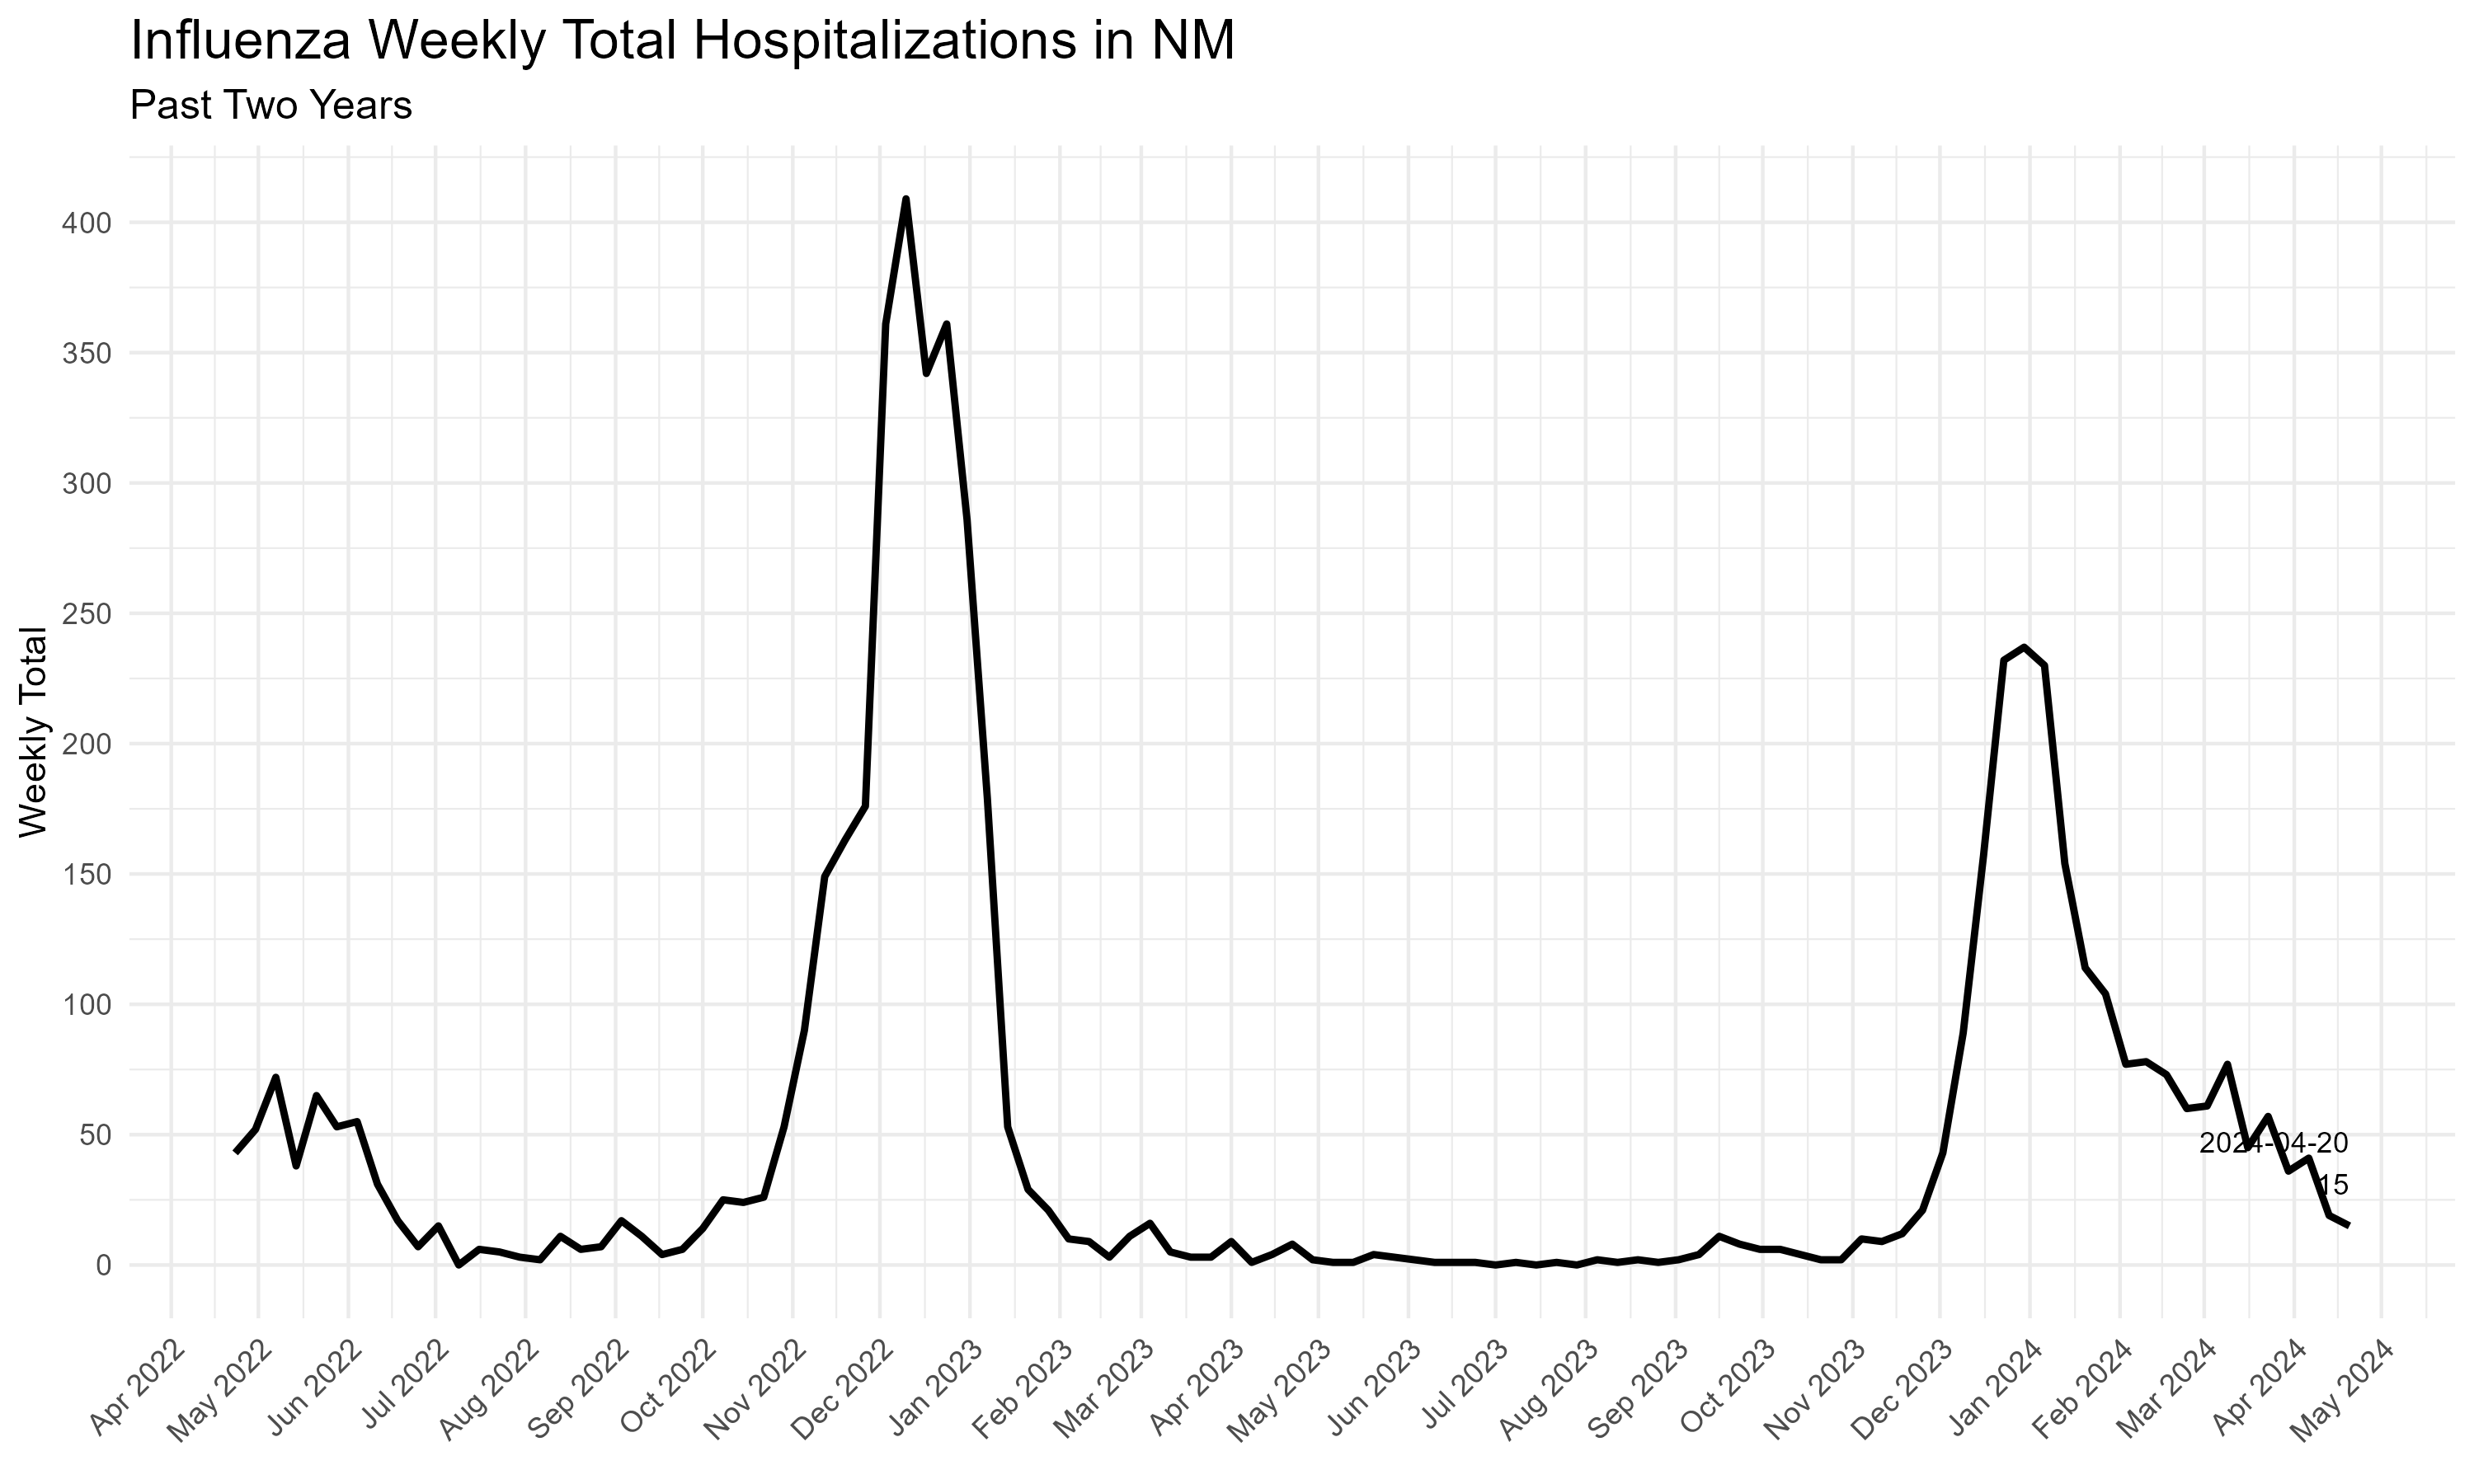 Influenza Weekly Total Hospitalizations in NM
Past Two Years
Weekly Total
400
350
300
250
200
150
100
50
0
2024-04-20
15
Apr 2022
May 2022
Jun 2022
Jul 2022
Aug 2022
Sep 2022
Oct 2022
Nov 2022
Dec 2022
Jan 2023
Feb 2023
Mar 2023
Apr 2023
May 2023
Jun 2023
Jul 2023
Aug 2023
Sep 2023
Oct 2023
Nov 2023
Dec 2023
Jan 2024
Feb 2024
Mar 2024
Apr 2024
May 2024